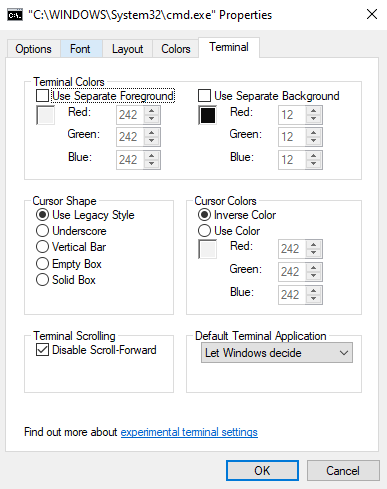 "C:\WINDOWS\System32\cmd.exe" Properties
Options Font Layout Colors Terminal
Terminal Colors
Use Separate Foreground Use Separate Background
Red: 242 Red: 12
Green: 242 Green: 12
Blue: 242 Blue: 12
Cursor Shape
Use Legacy Style
Underscore
Vertical Bar
Empty Box
Solid Box
Cursor Colors
Inverse Color
Use Color
Red: 242
Green: 242
Blue: 242
Terminal Scrolling
Disable Scroll-Forward
Default Terminal Application
Let Windows decide
Find out more about experimental terminal settings
OK Cancel